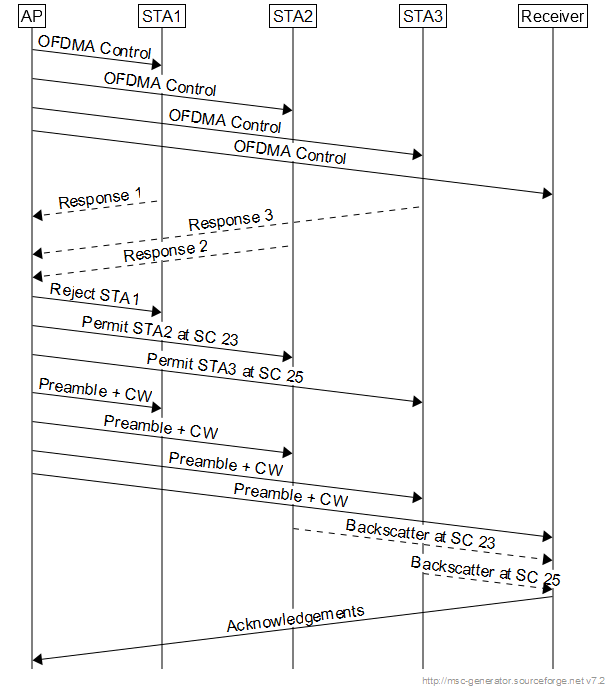 AP STA1 STA2 STA3 Receiver
OFDMA Control
OFDMA Control
OFDMA Control
OFDMA Control
Response 1
Response 3
Response 2
Reject STA1
Permit STA2 at SC 23
Permit STA3 at SC 25
Preamble + CW
Preamble + CW
Preamble + CW
Preamble + CW
Backscatter at SC 23
Backscatter at SC 25
Acknowledgements
http://msc-generator.sourceforge.net v7.2